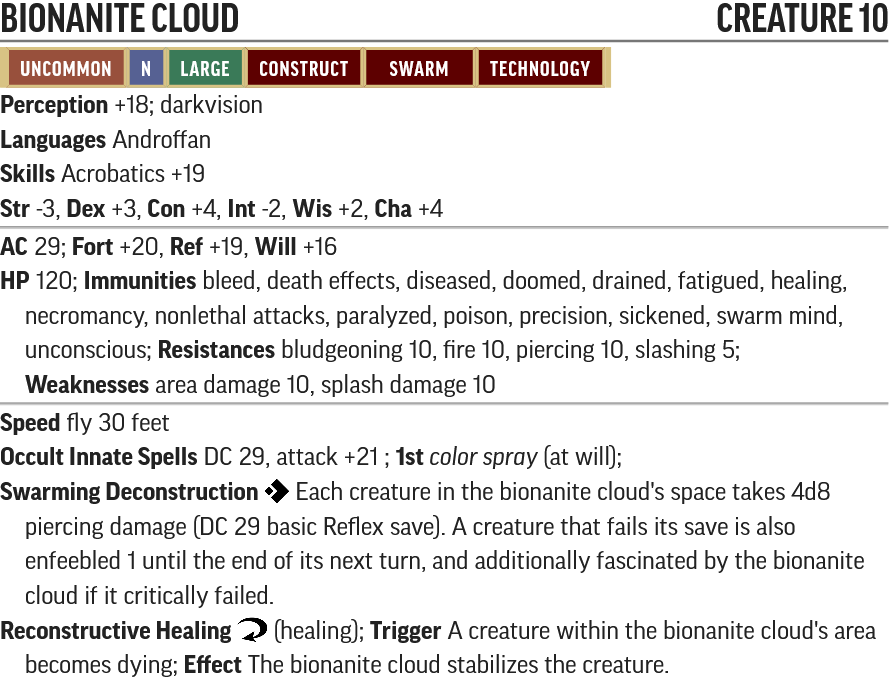 BIONANITE CLOUD CREATURE 10
UNCOMMON N LARGE CONSTRUCT SWARM TECHNOLOGY
Perception +18; darkvision
Languages Androffan
Skills Acrobatics +19
Str -3, Dex +3, Con +4, Int -2, Wis +2, Cha +4
AC 29; Fort +20, Ref +19, Will +16
HP 120; Immunities bleed, death effects, diseased, doomed, drained, fatigued, healing,
necromancy, nonlethal attacks, paralyzed, poison, precision, sickened, swarm mind,
unconscious; Resistances bludgeoning 10, fire 10, piercing 10, slashing 5;
Weaknesses area damage 10, splash damage 10
Speed fly 30 feet
Occult Innate Spells DC 29, attack +21 ; 1st color spray (at will);
Swarming Deconstruction Each creature in the bionanite cloud's space takes 4d8
piercing damage (DC 29 basic Reflex save). A creature that fails its save is also
enfeebled 1 until the end of its next turn, and additionally fascinated by the bionanite
cloud if it critically failed.
Reconstructive Healing (healing); Trigger A creature within the bionanite cloud's area
becomes dying; Effect The bionanite cloud stabilizes the creature.